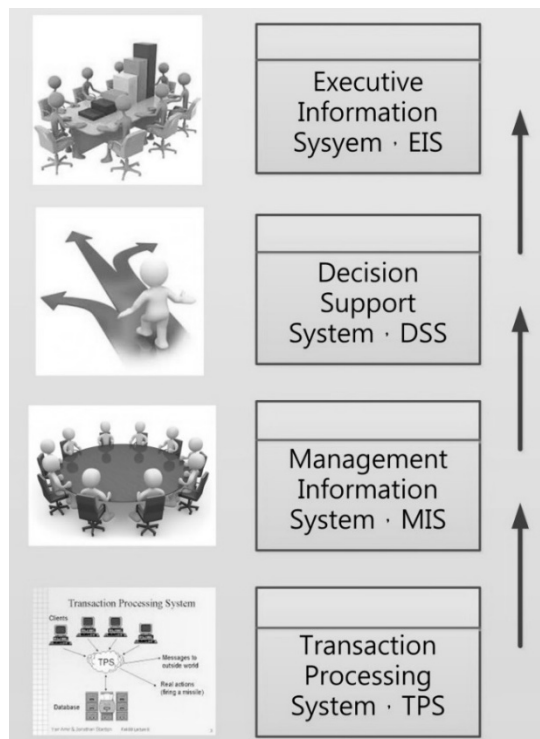 Executive
Information
Sysyem，EIS
Decision
Support
System，DSS
Management
Information
System，MIS
Transaction Processing System
Clients
TPS
Messages to
outside world
Real actions
(firing a missile)
Database
Transaction
Processing
System，TPS